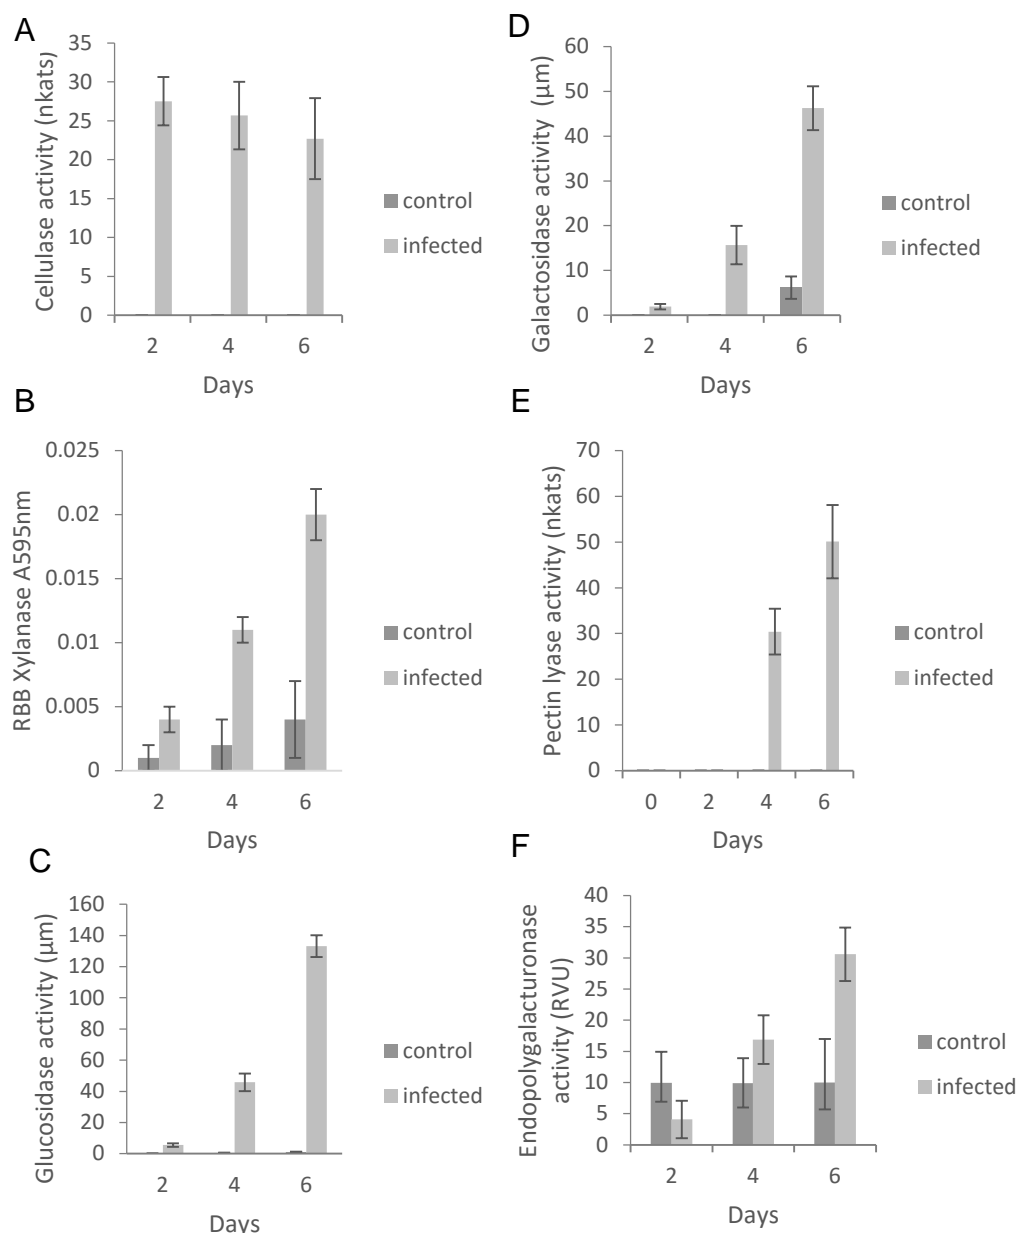 A
Cellulase activity (nkats)
35
30
25
20
15
10
5
0
2 4 6
Days
control
infected
D
Galactosidase activity (µm)
60
50
40
30
20
10
0
2 4 6
Days
control
infected
B
RBB Xylanase A595nm
0.025
0.02
0.015
0.01
0.005
0
2 4 6
Days
control
infected
E
Pectin lyase activity (nkats)
70
60
50
40
30
20
10
0
0 2 4 6
Days
control
infected
C
Glucosidase activity (µm)
160
140
120
100
80
60
40
20
0
2 4 6
Days
control
infected
F
Endopolygalacturonase
activity (RVU)
40
35
30
25
20
15
10
5
0
2 4 6
Days
control
infected